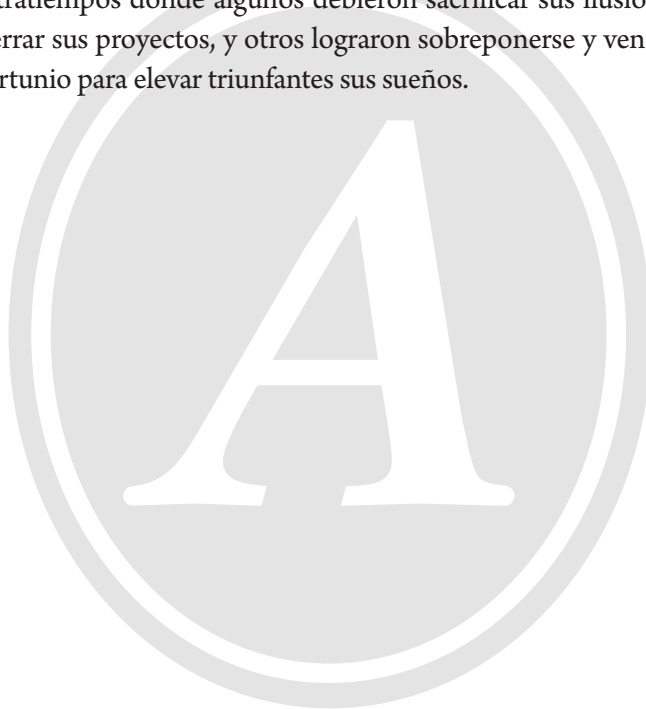 tratiempos donde algunos debieron sacrificar sus ilusio
errar sus proyectos, y otros lograron sobreponerse y ven
rtunio para elevar triunfantes sus sueños.
A